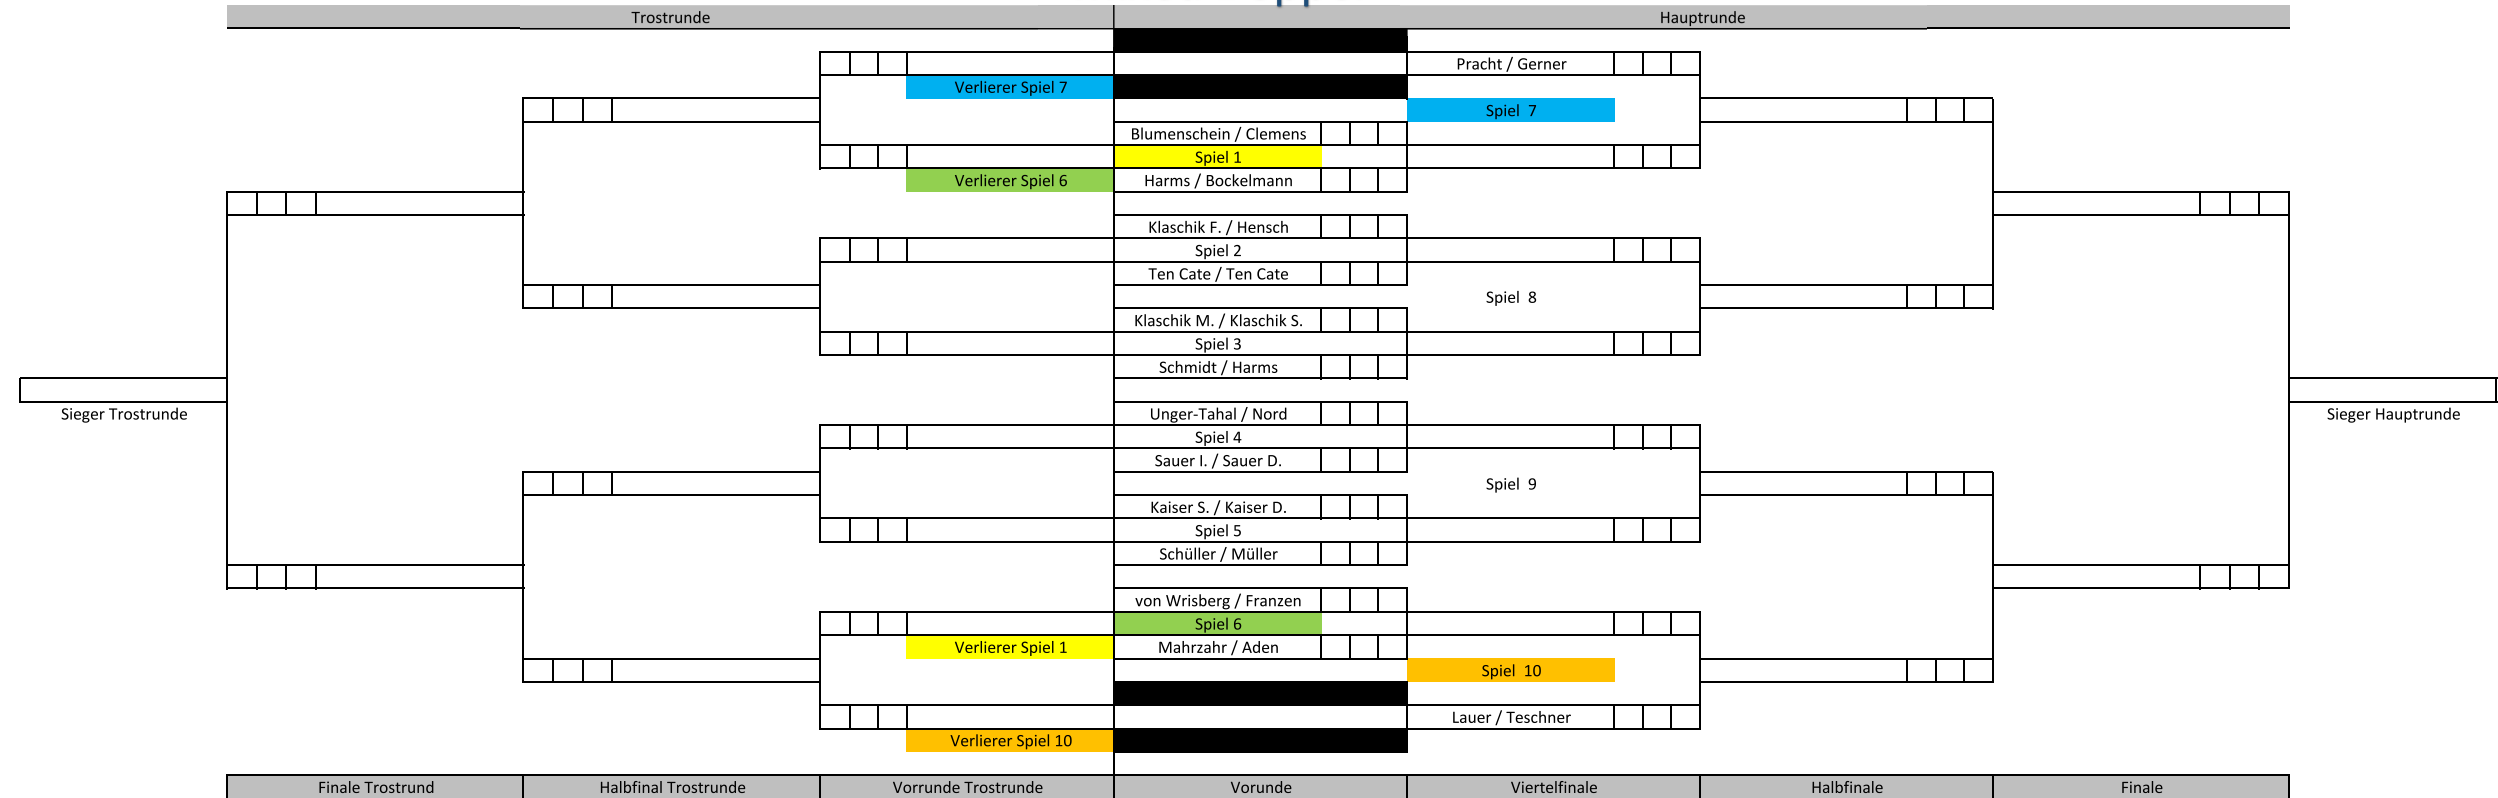 Trostrunde Hauptrunde
Pracht / Gerner
Verlierer Spiel 7
Spiel 7
Blumenschein / Clemens
Spiel 1
Verlierer Spiel 6 Harms / Bockelmann
Klaschik F. / Hensch
Spiel 2
Ten Cate / Ten Cate
Spiel 8
Klaschik M. / Klaschik S.
Spiel 3
Schmidt / Harms
Sieger Trostrunde Unger-Tahal / Nord Sieger Hauptrunde
Spiel 4
Sauer I. / Sauer D.
Spiel 9
Kaiser S. / Kaiser D.
Spiel 5
Schüller / Müller
von Wrisberg / Franzen
Spiel 6
Verlierer Spiel 1 Mahrzahr / Aden
Spiel 10
Lauer / Teschner
Verlierer Spiel 10
Finale Trostrund Halbfinal Trostrunde Vorrunde Trostrunde Vorunde Viertelfinale Halbfinale Finale